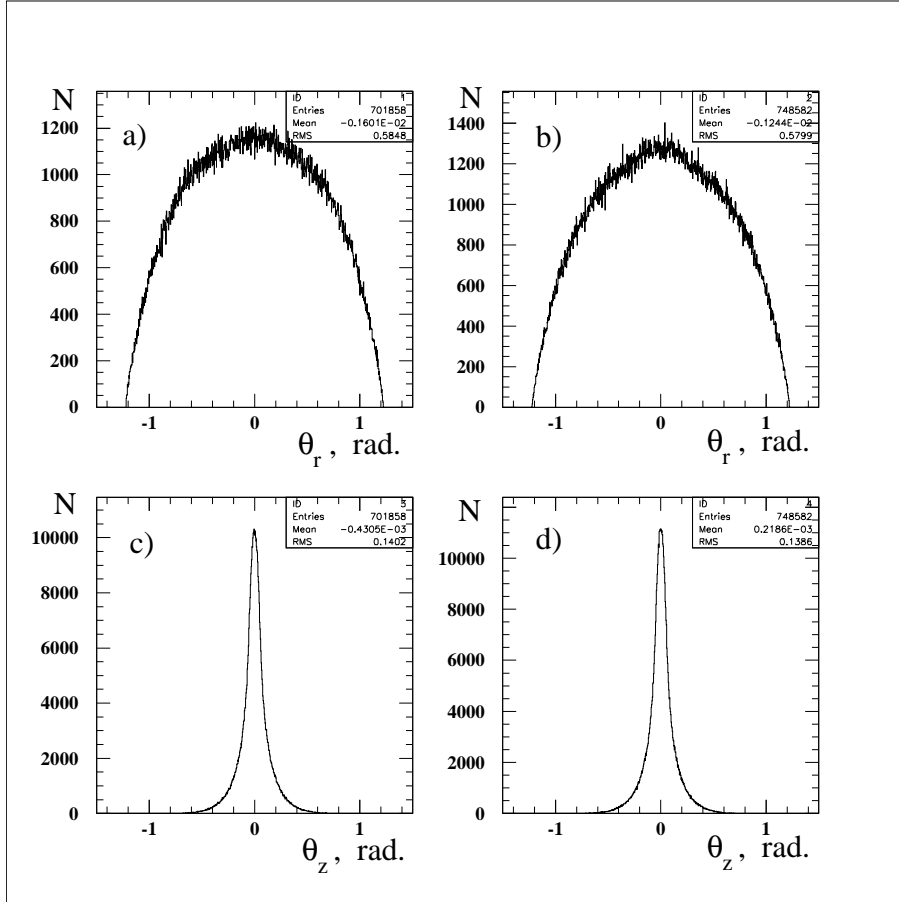 N
a)
ID 1
Entries 701858
Mean -0.1601E-02
RMS 0.5848
1200
1000
800
600
400
200
0
-1 0 1
θr , rad.
N
b)
ID 2
Entries 748582
Mean -0.1244E-02
RMS 0.5799
1400
1200
1000
800
600
400
200
0
-1 0 1
θr , rad.
N
c)
ID 3
Entries 701858
Mean -0.4305E-03
RMS 0.1402
10000
8000
6000
4000
2000
0
-1 0 1
θz , rad.
N
d)
ID 4
Entries 748582
Mean 0.2186E-03
RMS 0.1386
10000
8000
6000
4000
2000
0
-1 0 1
θz , rad.